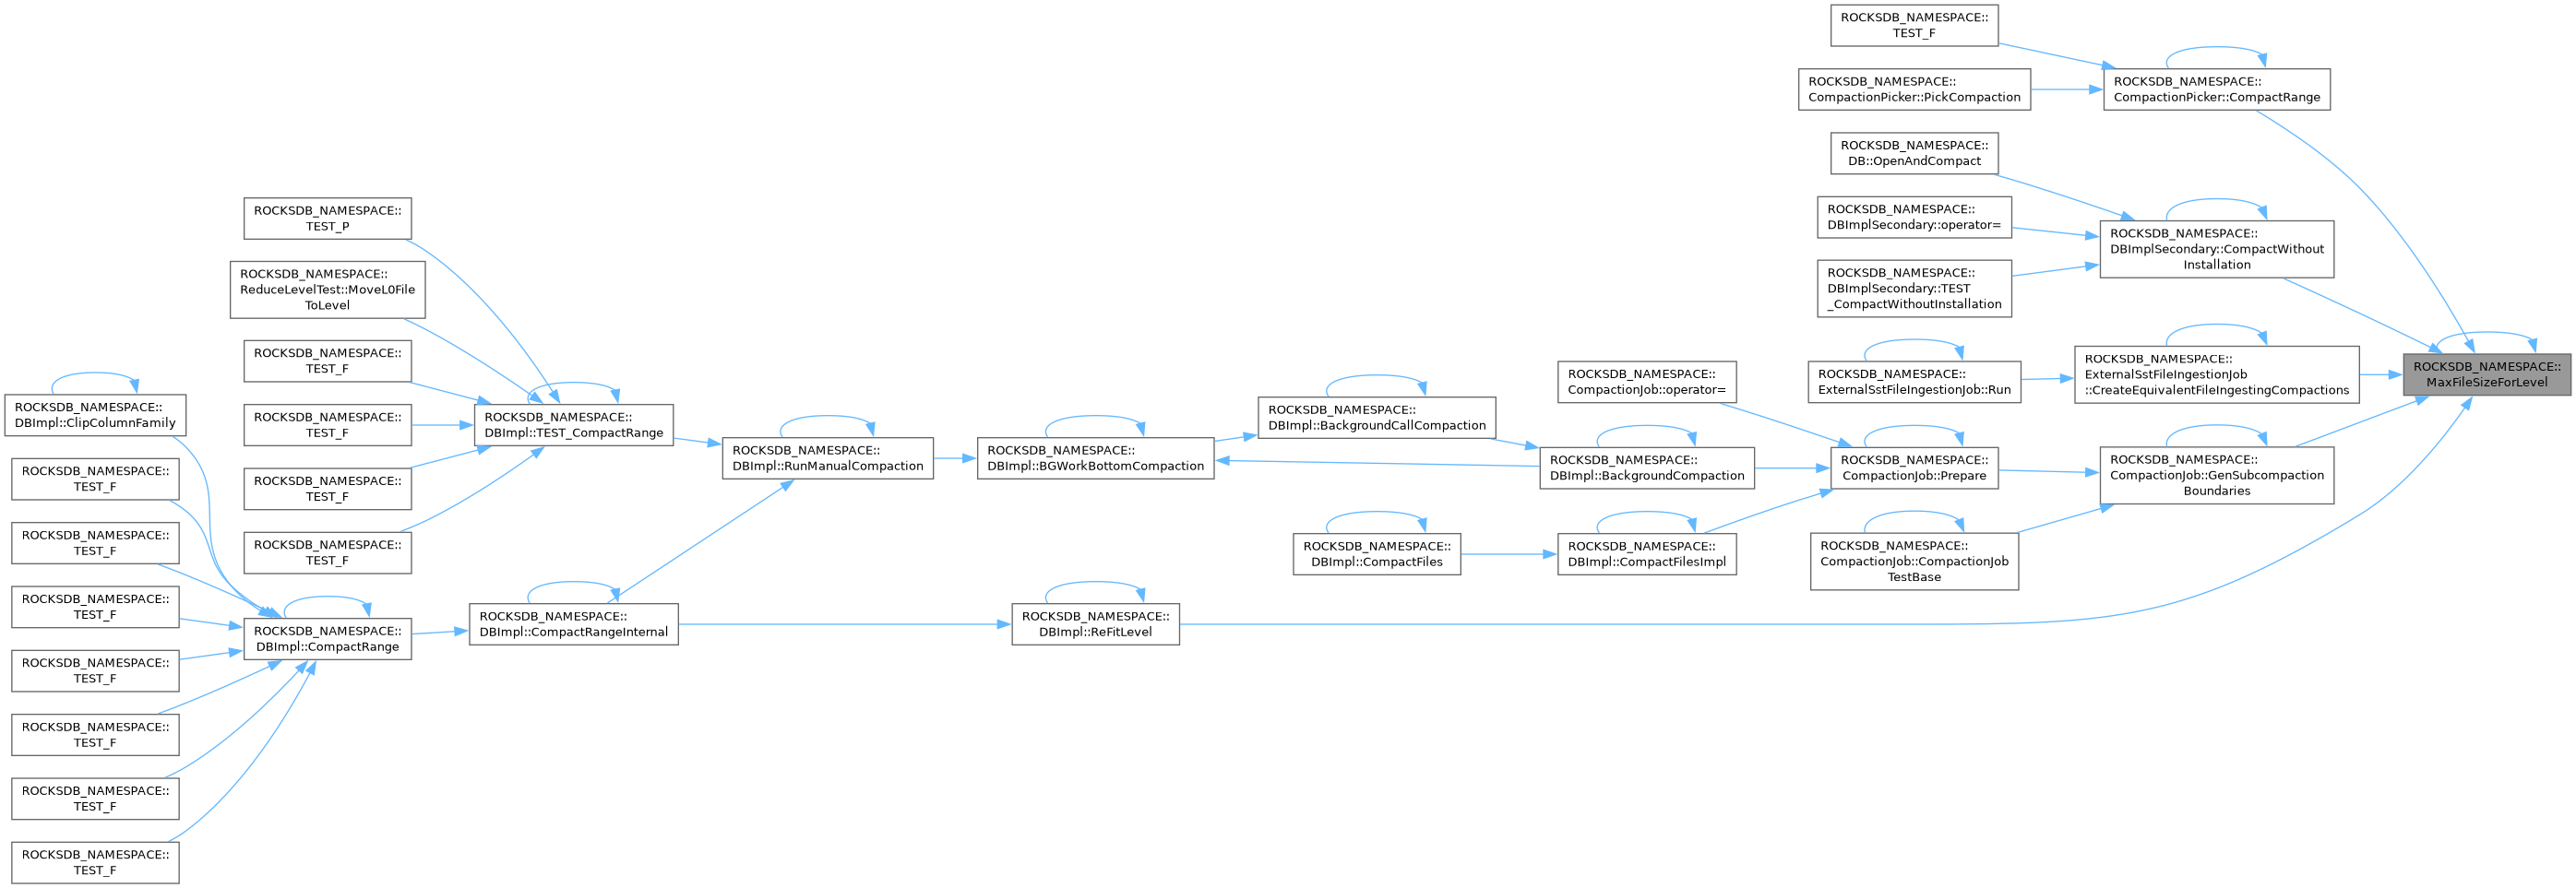 ROCKSDB_NAMESPACE::
TEST_F
ROCKSDB_NAMESPACE::
CompactionPicker::PickCompaction
ROCKSDB_NAMESPACE::
CompactionPicker::CompactRange
ROCKSDB_NAMESPACE::
DB::OpenAndCompact
ROCKSDB_NAMESPACE::
DBImplSecondary::operator=
ROCKSDB_NAMESPACE::
DBImplSecondary::TEST
_CompactWithoutInstallation
ROCKSDB_NAMESPACE::
DBImplSecondary::CompactWithout
Installation
ROCKSDB_NAMESPACE::
ExternalSstFileIngestionJob::Run
ROCKSDB_NAMESPACE::
ExternalSstFileIngestionJob
::CreateEquivalentFileIngestingCompactions
ROCKSDB_NAMESPACE::
MaxFileSizeForLevel
ROCKSDB_NAMESPACE::
CompactionJob::operator=
ROCKSDB_NAMESPACE::
CompactionJob::Prepare
ROCKSDB_NAMESPACE::
CompactionJob::GenSubcompaction
Boundaries
ROCKSDB_NAMESPACE::
CompactionJob::CompactionJob
TestBase
ROCKSDB_NAMESPACE::
DBImpl::BackgroundCompaction
ROCKSDB_NAMESPACE::
DBImpl::CompactFilesImpl
ROCKSDB_NAMESPACE::
DBImpl::BackgroundCallCompaction
ROCKSDB_NAMESPACE::
DBImpl::CompactFiles
ROCKSDB_NAMESPACE::
DBImpl::BGWorkBottomCompaction
ROCKSDB_NAMESPACE::
DBImpl::ReFitLevel
ROCKSDB_NAMESPACE::
DBImpl::RunManualCompaction
ROCKSDB_NAMESPACE::
DBImpl::TEST_CompactRange
ROCKSDB_NAMESPACE::
DBImpl::CompactRangeInternal
ROCKSDB_NAMESPACE::
TEST_P
ROCKSDB_NAMESPACE::
ReduceLevelTest::MoveL0File
ToLevel
ROCKSDB_NAMESPACE::
TEST_F
ROCKSDB_NAMESPACE::
TEST_F
ROCKSDB_NAMESPACE::
TEST_F
ROCKSDB_NAMESPACE::
TEST_F
ROCKSDB_NAMESPACE::
DBImpl::CompactRange
ROCKSDB_NAMESPACE::
DBImpl::ClipColumnFamily
ROCKSDB_NAMESPACE::
TEST_F
ROCKSDB_NAMESPACE::
TEST_F
ROCKSDB_NAMESPACE::
TEST_F
ROCKSDB_NAMESPACE::
TEST_F
ROCKSDB_NAMESPACE::
TEST_F
ROCKSDB_NAMESPACE::
TEST_F
ROCKSDB_NAMESPACE::
TEST_F